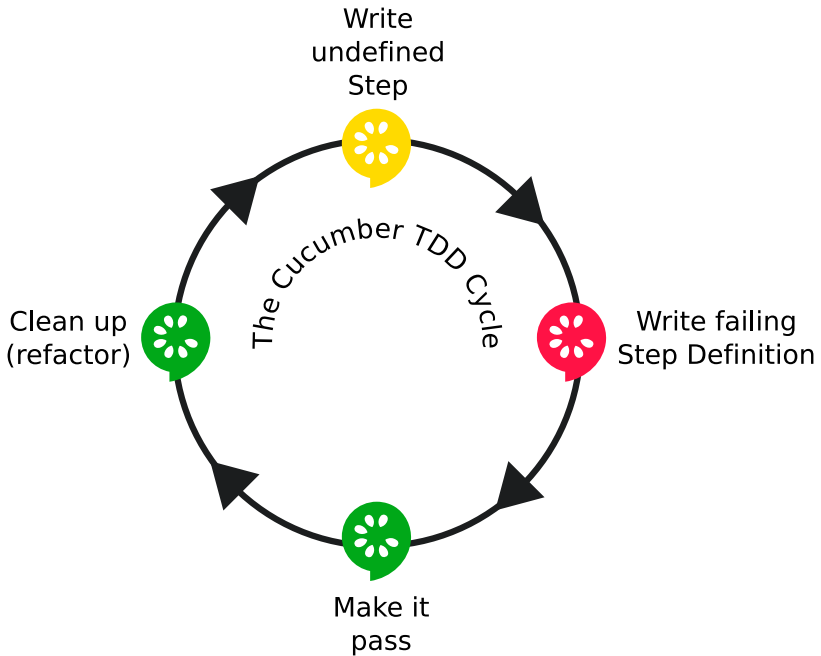 Write
undefined
Step
The Cucumber TDD Cycle
Clean up
(refactor)
Write failing
Step Definition
Make it
pass